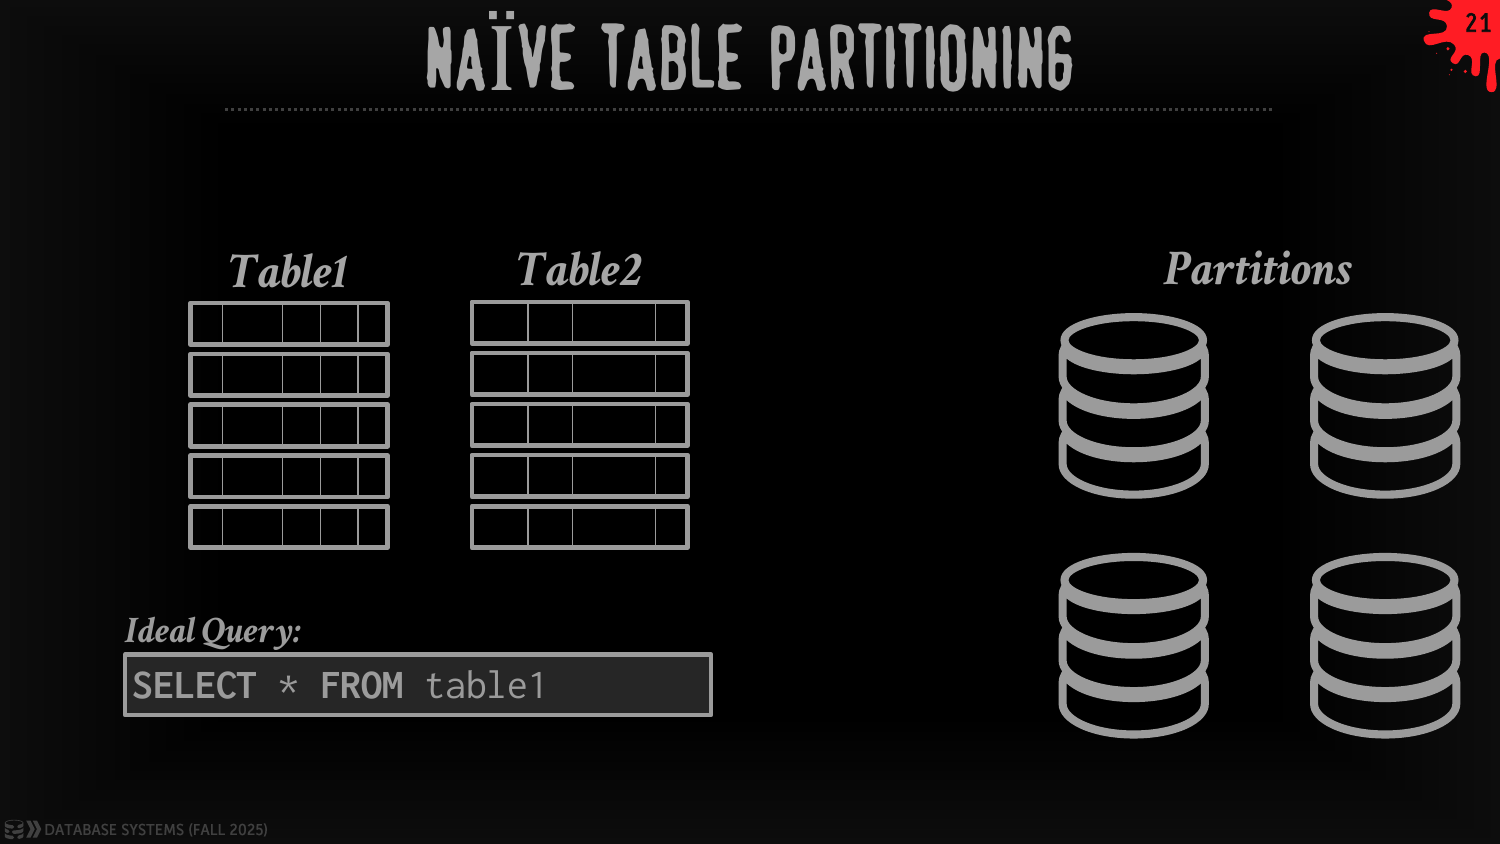 NAÏVE TABLE PARTITIONING
21
Table1
Table2
Partitions
Ideal Query:
SELECT * FROM table1
DATABASE SYSTEMS (FALL 2025)